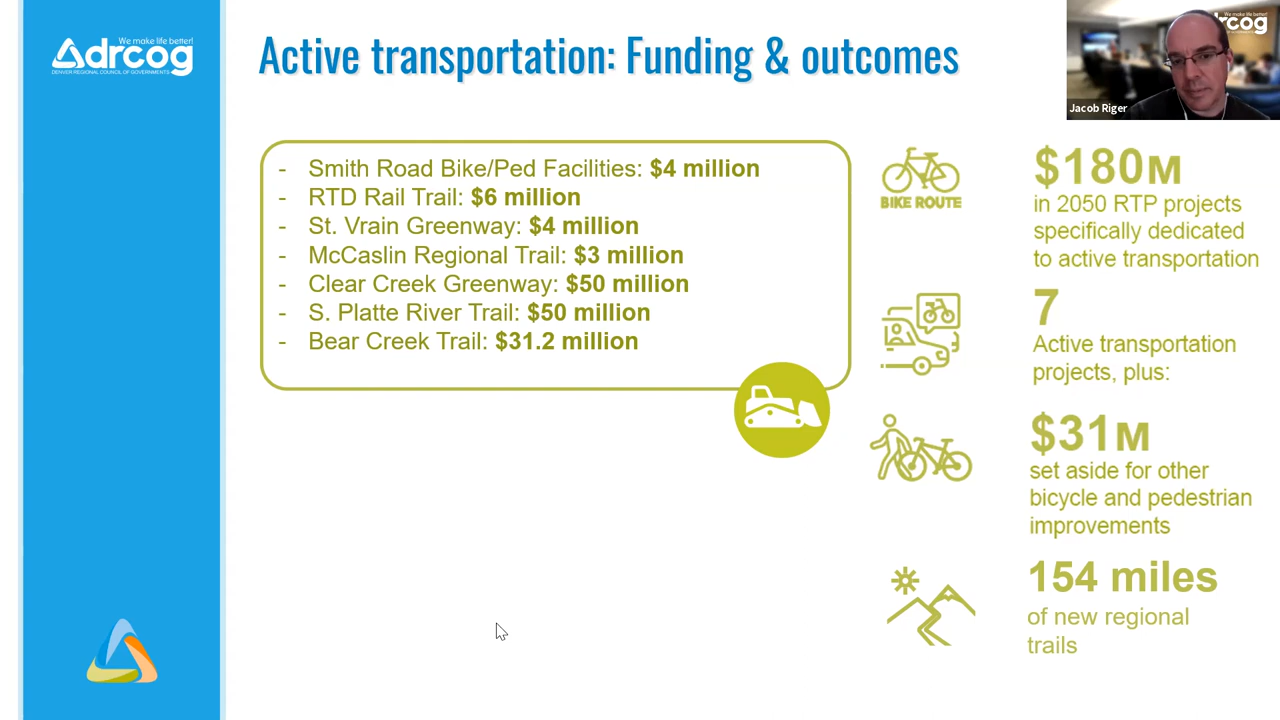 We make life better!
drcog
DENVER REGIONAL COUNCIL OF GOVERNMENTS
Active transportation: Funding & outcomes
We make life better!
drcog
Jacob Riger
- Smith Road Bike/Ped Facilities: $4 million
- RTD Rail Trail: $6 million
- St. Vrain Greenway: $4 million
- McCaslin Regional Trail: $3 million
- Clear Creek Greenway: $50 million
- S. Platte River Trail: $50 million
- Bear Creek Trail: $31.2 million
BIKE ROUTE
$180M
in 2050 RTP projects
specifically dedicated
to active transportation
7
Active transportation
projects, plus:
$31M
set aside for other
bicycle and pedestrian
improvements
154 miles
of new regional
trails